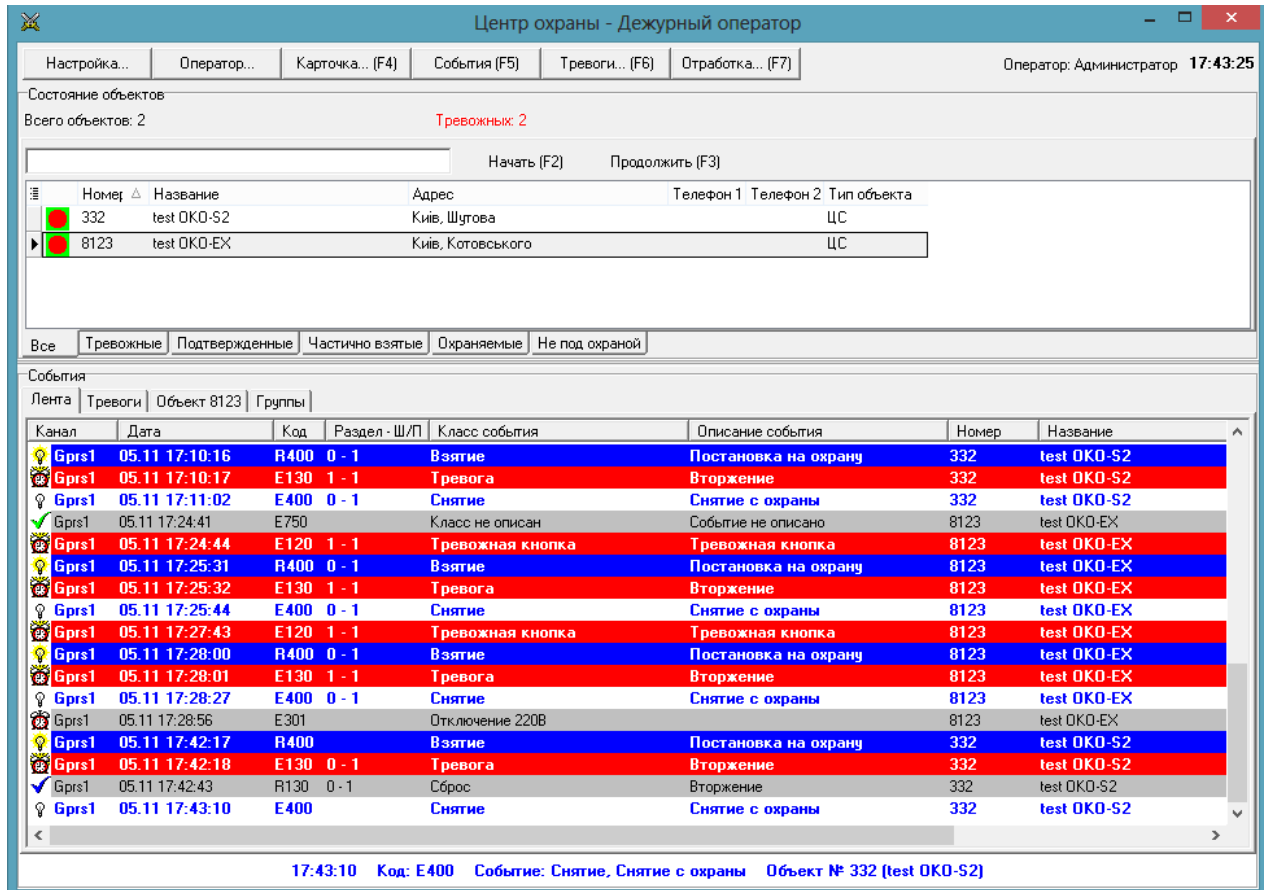 Центр охраны - Дежурный оператор
Настройка... Оператор... Карточка... (F4) События (F5) Тревоги... (F6) Отработка... (F7) Оператор: Администратор 17:43:25
Состояние объектов
Всего объектов: 2 Тревожных: 2
Начать (F2) Продолжить (F3)
Номер Название Адрес Телефон 1 Телефон 2 Тип объекта
332 test OKO-S2 Київ, Шутова ЦС
8123 test OKO-EX Київ, Котовського ЦС
Все Тревожные Подтвержденные Частично взятые Охраняемые Не под охраной
События
Лента Тревоги Объект 8123 Группы
Канал Дата Код Раздел - Ш/П Класс события Описание события Номер Название
Gprs1 05.11 17:10:16 R400 0 - 1 Взятие Постановка на охрану 332 test OKO-S2
Gprs1 05.11 17:10:17 E130 1 - 1 Тревога Вторжение 332 test OKO-S2
Gprs1 05.11 17:11:02 E400 0 - 1 Снятие Снятие с охраны 332 test OKO-S2
Gprs1 05.11 17:24:41 E750 Класс не описан Событие не описано 8123 test OKO-EX
Gprs1 05.11 17:24:44 E120 1 - 1 Тревожная кнопка Тревожная кнопка 8123 test OKO-EX
Gprs1 05.11 17:25:31 R400 0 - 1 Взятие Постановка на охрану 8123 test OKO-EX
Gprs1 05.11 17:25:32 E130 1 - 1 Тревога Вторжение 8123 test OKO-EX
Gprs1 05.11 17:25:44 E400 0 - 1 Снятие Снятие с охраны 8123 test OKO-EX
Gprs1 05.11 17:27:43 E120 1 - 1 Тревожная кнопка Тревожная кнопка 8123 test OKO-EX
Gprs1 05.11 17:28:00 R400 0 - 1 Взятие Постановка на охрану 8123 test OKO-EX
Gprs1 05.11 17:28:01 E130 1 - 1 Тревога Вторжение 8123 test OKO-EX
Gprs1 05.11 17:28:27 E400 0 - 1 Снятие Снятие с охраны 8123 test OKO-EX
Gprs1 05.11 17:28:56 E301 Отключение 220В 8123 test OKO-EX
Gprs1 05.11 17:42:17 R400 Взятие Постановка на охрану 332 test OKO-S2
Gprs1 05.11 17:42:18 E130 0 - 1 Тревога Вторжение 332 test OKO-S2
Gprs1 05.11 17:42:43 R130 0 - 1 Сброс Вторжение 332 test OKO-S2
Gprs1 05.11 17:43:10 E400 Снятие Снятие с охраны 332 test OKO-S2
17:43:10 Код: E400 Событие: Снятие, Снятие с охраны Объект № 332 (test OKO-S2)